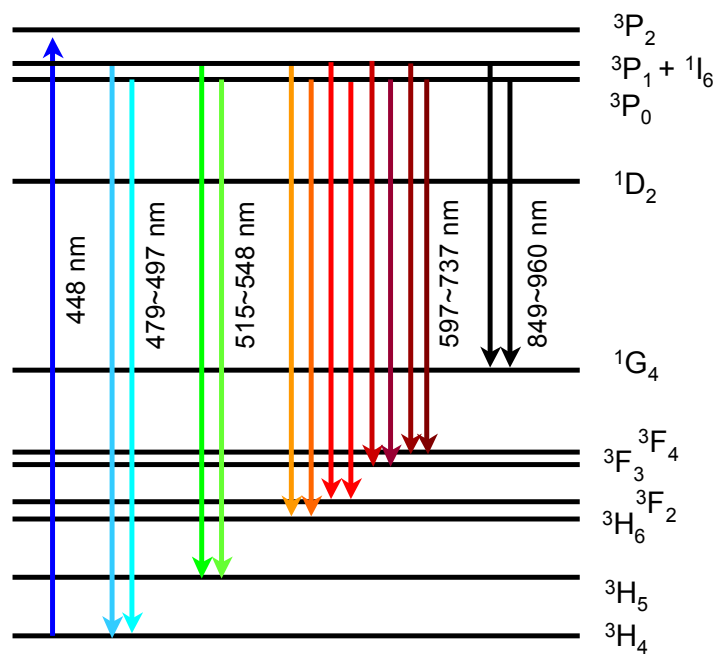 ³P₂
³P₁ + ¹I₆
³P₀
¹D₂
448 nm
479~497 nm
515~548 nm
597~737 nm
849~960 nm
¹G₄
³F₄
³F₃
³F₂
³H₆
³H₅
³H₄